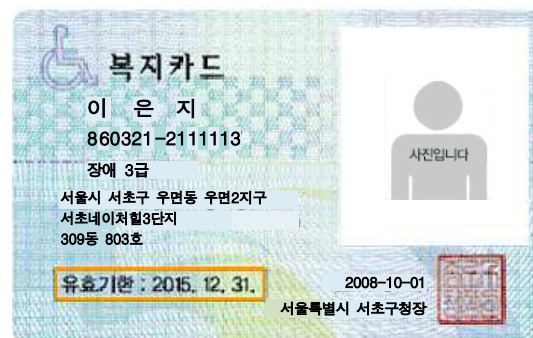 복지카드
이 은 지
860321-2111113
사진입니다
장애 3급
서울시 서초구 우면동 우면2지구
서초네이처힐3단지
309동 803호
유효기한 : 2015. 12. 31.
2008-10-01
서울특별시 서초구청장